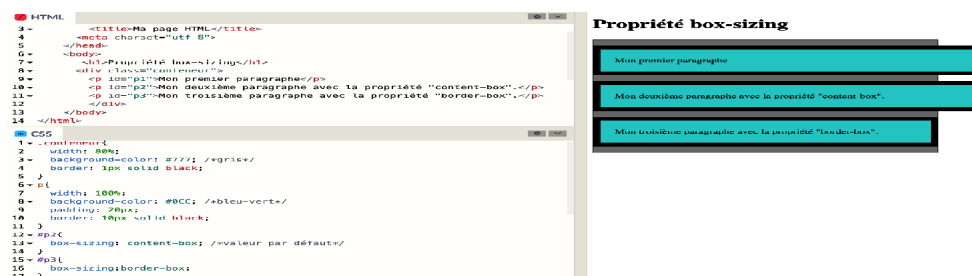 HTML
3 <title>Ma page HTML</title>
4 <meta charset="utf 8">
5 </head>
6 <body>
7 <h1>Propriété box-sizing</h1>
8 <div class="conteneur">
9 <p id="p1">Mon premier paragraphe</p>
10 <p id="p2">Mon deuxième paragraphe avec la propriété "content-box".</p>
11 <p id="p3">Mon troisième paragraphe avec la propriété "border-box".</p>
12 </div>
13 </body>
14 </html>
CSS
1 .conteneur{
2 width: 80%;
3 background-color: #777; /*gris*/
4 border: 1px solid black;
5 }
6 p{
7 width: 100%;
8 background-color: #0CC; /*bleu-vert*/
9 padding: 20px;
10 border: 10px solid black;
11 }
12 #p2{
13 box-sizing: content-box; /*valeur par défaut*/
14 }
15 #p3{
16 box-sizing:border-box;
17 }
Propriété box-sizing
Mon premier paragraphe
Mon deuxième paragraphe avec la propriété "content box".
Mon troisième paragraphe avec la propriété "border-box".